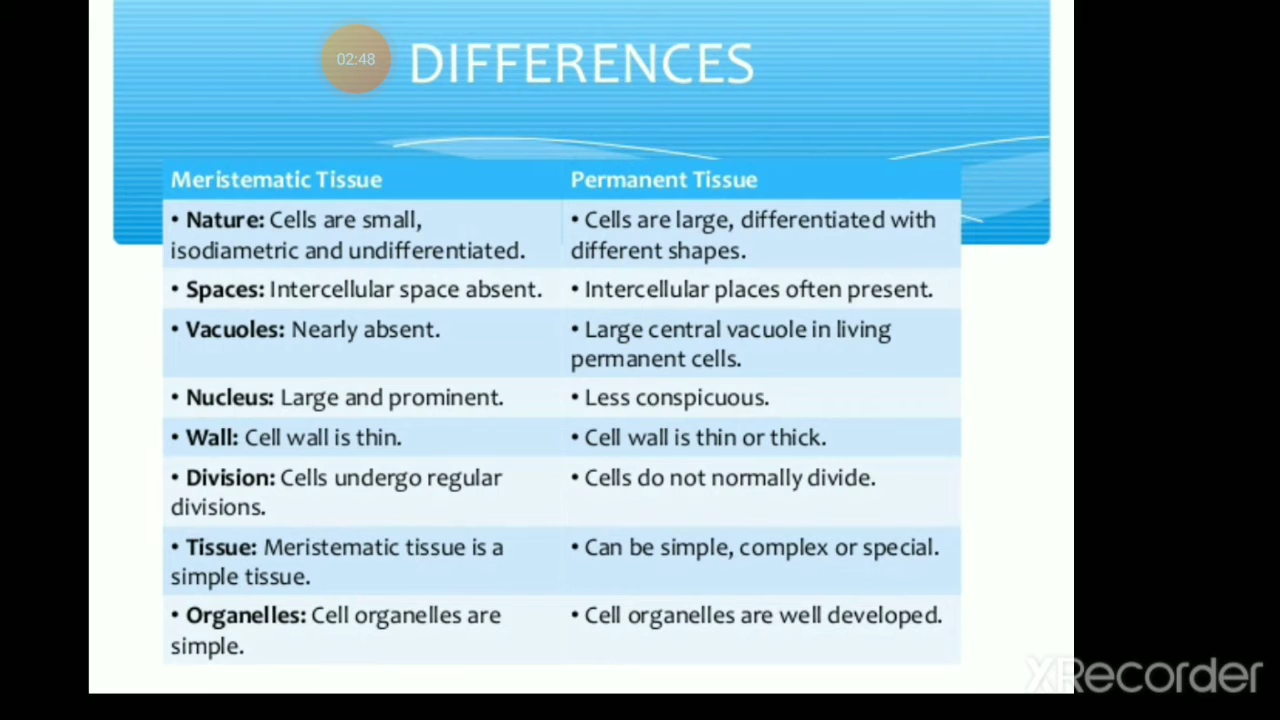 02:48
DIFFERENCES
Meristematic Tissue
Permanent Tissue
• Nature: Cells are small,
isodiametric and undifferentiated.
• Cells are large, differentiated with
different shapes.
• Spaces: Intercellular space absent.
• Intercellular places often present.
• Vacuoles: Nearly absent.
• Large central vacuole in living
permanent cells.
• Nucleus: Large and prominent.
• Less conspicuous.
• Wall: Cell wall is thin.
• Cell wall is thin or thick.
• Division: Cells undergo regular
divisions.
• Cells do not normally divide.
• Tissue: Meristematic tissue is a
simple tissue.
• Can be simple, complex or special.
• Organelles: Cell organelles are
simple.
• Cell organelles are well developed.
XRecorder